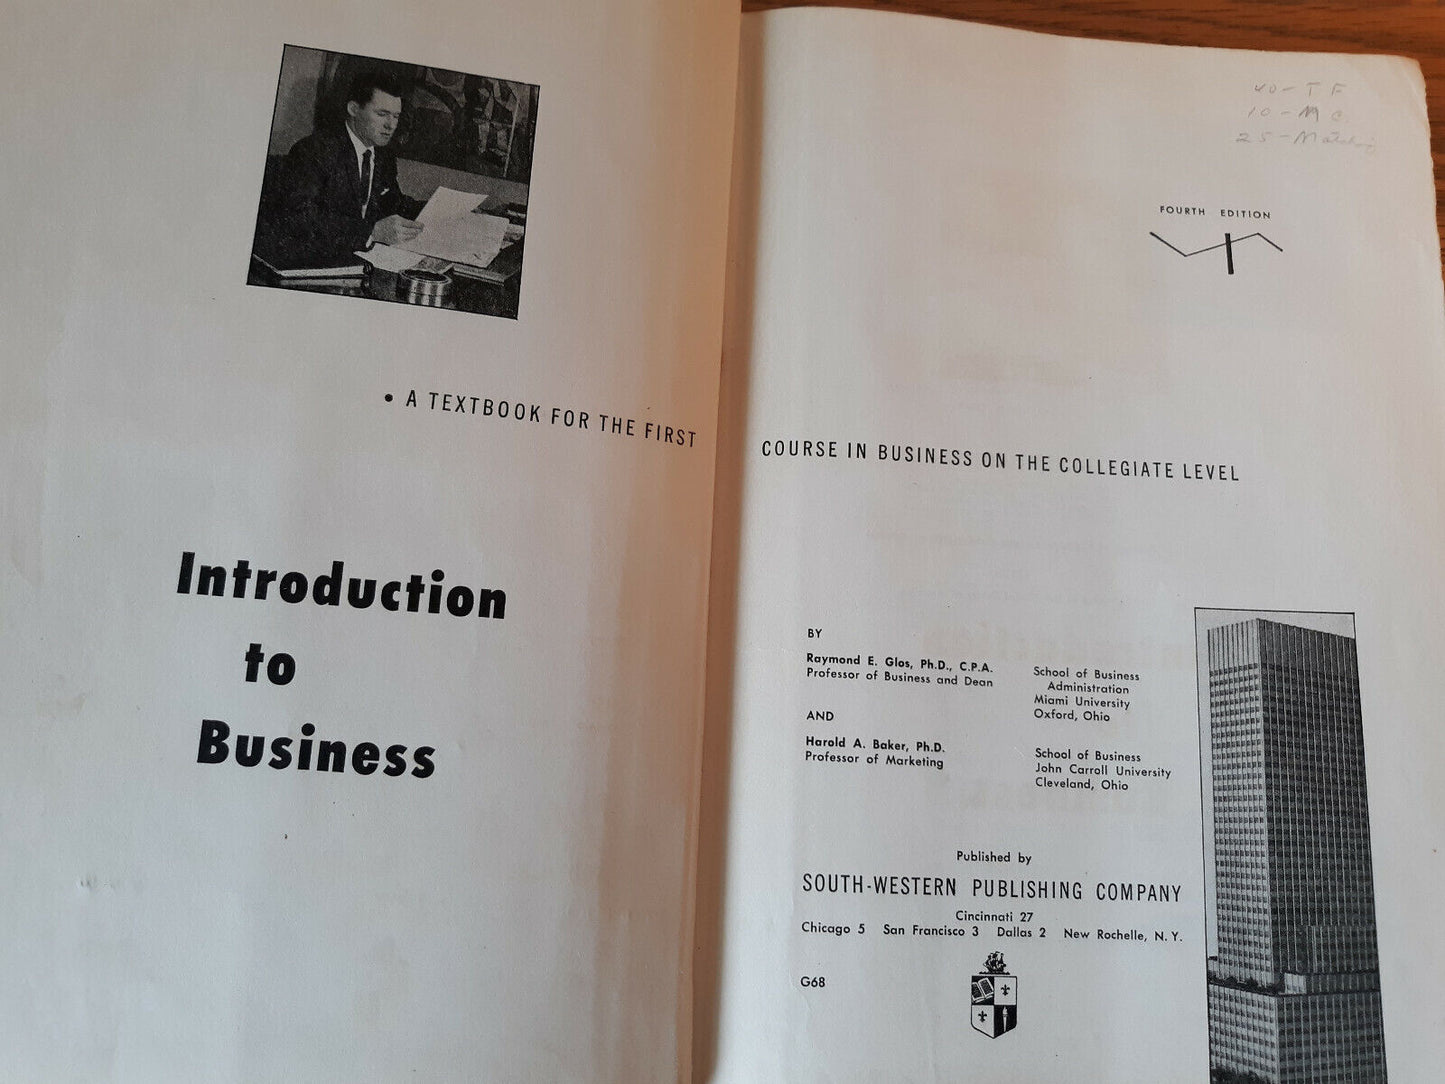 • A TEXTBOOK FOR THE FIRST
Introduction
to
Business
40 - T F
10 - M C.
25 - Matching
FOURTH EDITION
COURSE IN BUSINESS ON THE COLLEGIATE LEVEL
BY
Raymond E. Glos, Ph.D., C.P.A.
Professor of Business and Dean
School of Business
Administration
Miami University
Oxford, Ohio
AND
Harold A. Baker, Ph.D.
Professor of Marketing
School of Business
John Carroll University
Cleveland, Ohio
Published by
SOUTH-WESTERN PUBLISHING COMPANY
Cincinnati 27
Chicago 5 San Francisco 3 Dallas 2 New Rochelle, N. Y.
G68